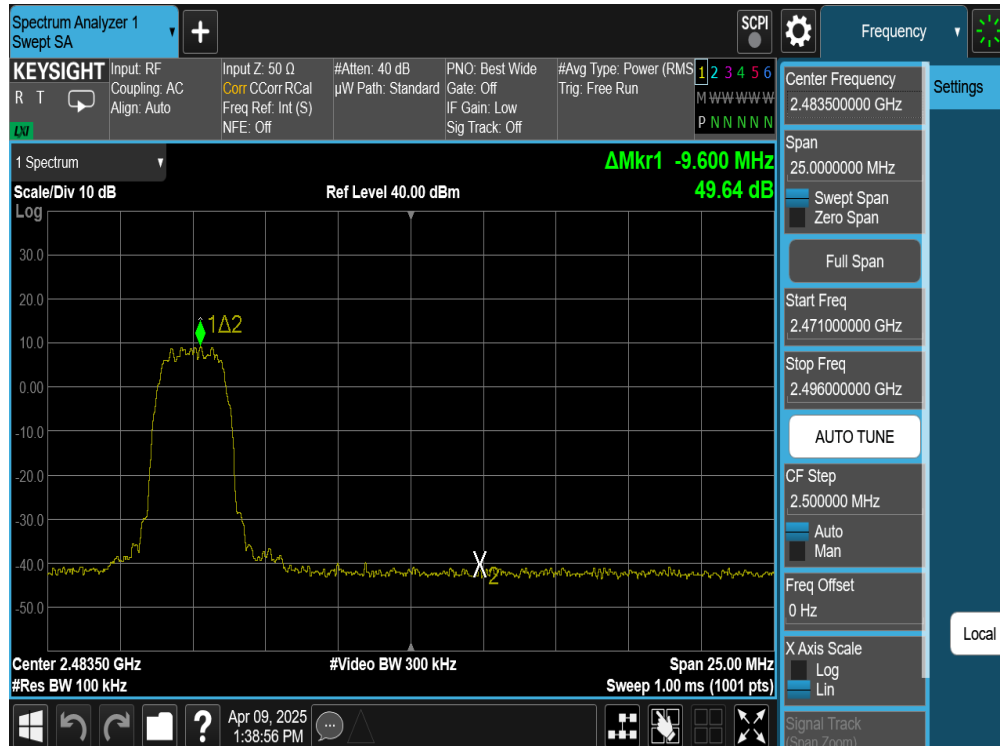 Spectrum Analyzer 1
Swept SA
+
SCPI
Frequency
KEYSIGHT
R T
LXI
Input: RF
Coupling: AC
Align: Auto
Input Z: 50 Ω
Corr CCorr RCal
Freq Ref: Int (S)
NFE: Off
#Atten: 40 dB
µW Path: Standard
PNO: Best Wide
Gate: Off
IF Gain: Low
Sig Track: Off
#Avg Type: Power (RMS
Trig: Free Run
1 2 3 4 5 6
M W W W W W
P N N N N N
1 Spectrum
ΔMkr1 -9.600 MHz
49.64 dB
Scale/Div 10 dB
Ref Level 40.00 dBm
Log
30.0
20.0
10.0
0.00
-10.0
-20.0
-30.0
-40.0
-50.0
1Δ2
X2
Center 2.48350 GHz
#Video BW 300 kHz
Span 25.00 MHz
#Res BW 100 kHz
Sweep 1.00 ms (1001 pts)
Center Frequency
2.483500000 GHz
Span
25.0000000 MHz
Swept Span
Zero Span
Full Span
Start Freq
2.471000000 GHz
Stop Freq
2.496000000 GHz
AUTO TUNE
CF Step
2.500000 MHz
Auto
Man
Freq Offset
0 Hz
X Axis Scale
Log
Lin
Signal Track
(Span Zoom)
Settings
Local
?
Apr 09, 2025
1:38:56 PM